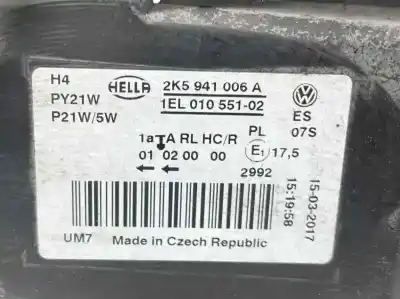 H4 HELLA 2K5 941 006 A
PY21W 1EL 010 551-02
P21W/5W ES
1aTA RL HC/R PL 07S
01 02 00 00 E1 17,5
← ← 2992
15-03-2017
15:19:58
UM7 Made in Czech Republic